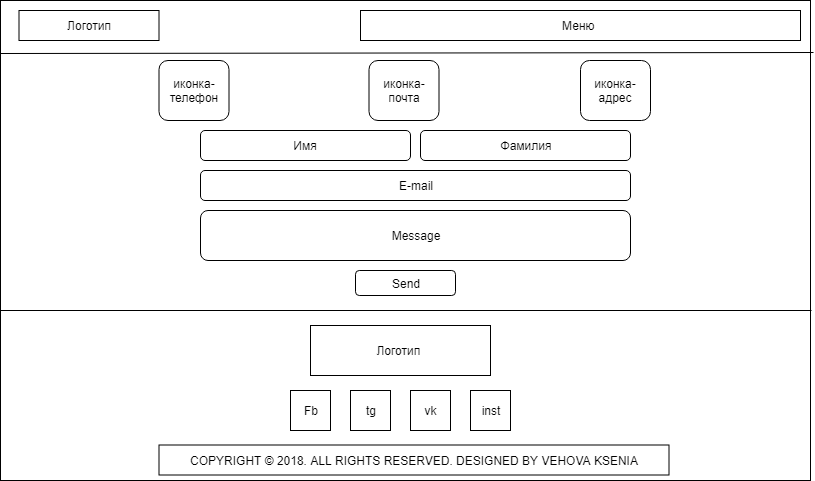 Логотип
Меню
иконка-
телефон
иконка-
почта
иконка-
адрес
Имя
Фамилия
E-mail
Message
Send
Логотип
Fb
tg
vk
inst
COPYRIGHT © 2018. ALL RIGHTS RESERVED. DESIGNED BY VEHOVA KSENIA